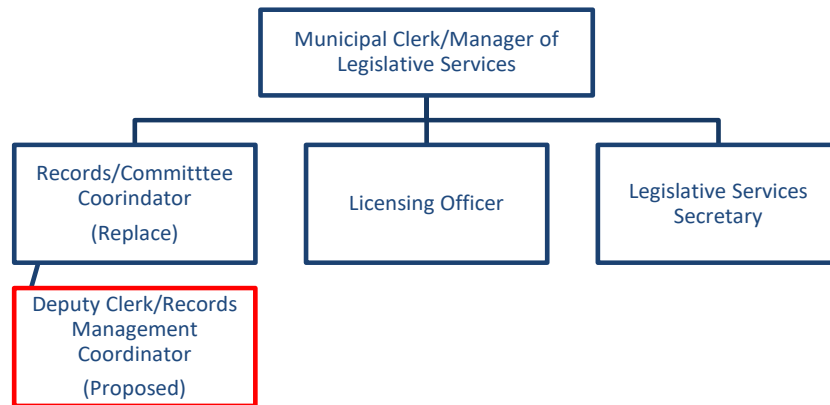 Municipal Clerk/Manager of
Legislative Services
Records/Committtee
Coorindator
(Replace)
Licensing Officer
Legislative Services
Secretary
Deputy Clerk/Records
Management
Coordinator
(Proposed)